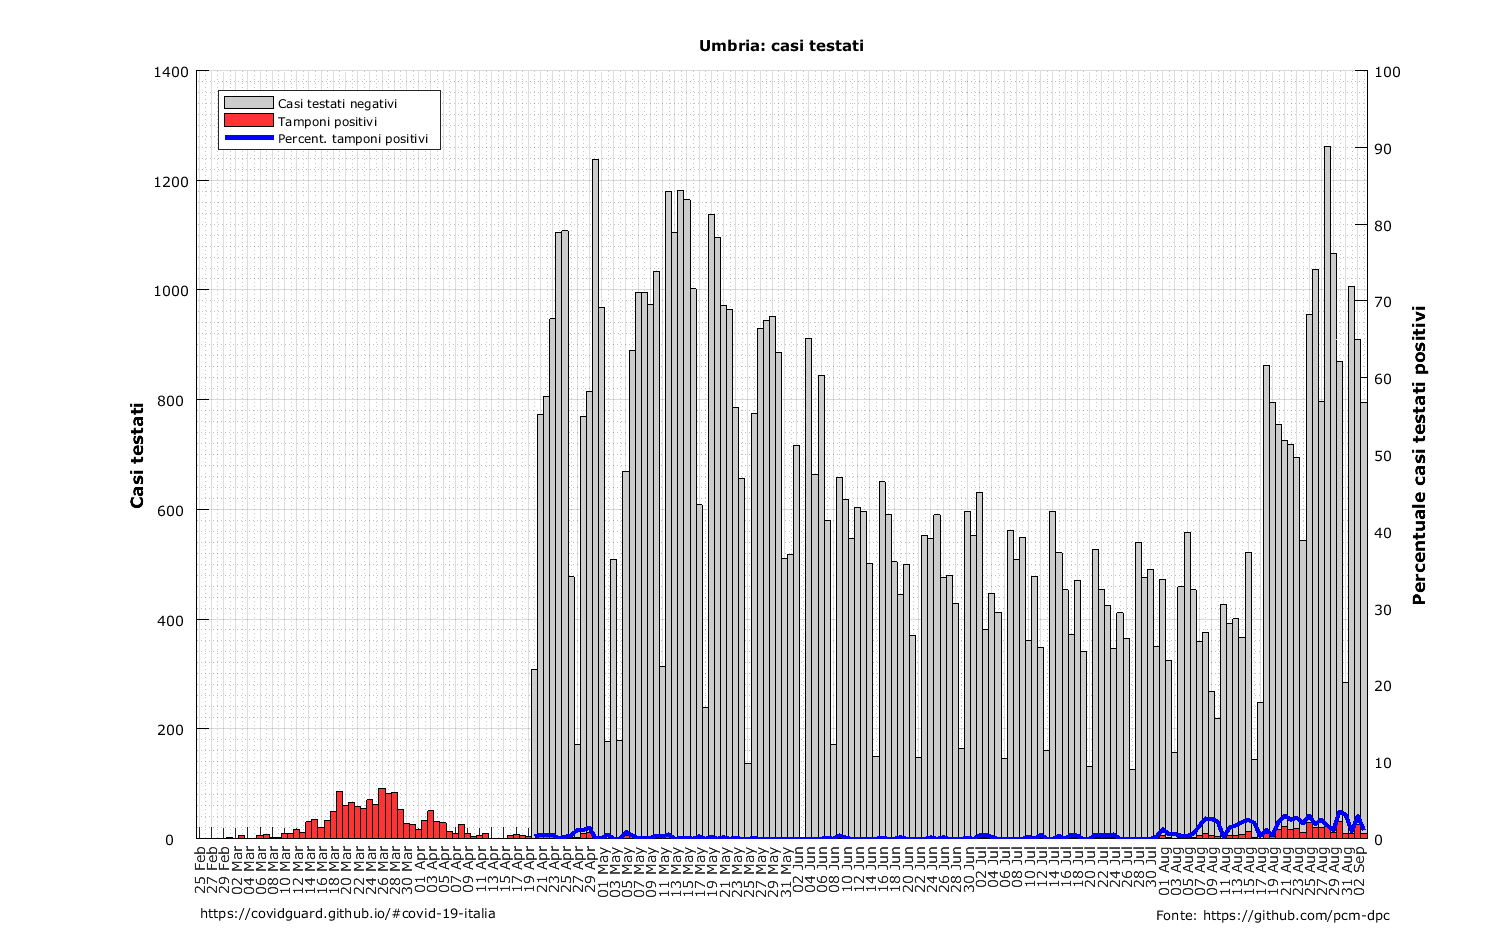 Umbria: casi testati
1400
1200
1000
800
600
400
200
0
Casi testati
Casi testati negativi
Tamponi positivi
Percent. tamponi positivi
100
90
80
70
60
50
40
30
20
10
0
Percentuale casi testati positivi
25 Feb
27 Feb
29 Feb
02 Mar
04 Mar
06 Mar
08 Mar
10 Mar
12 Mar
14 Mar
16 Mar
18 Mar
20 Mar
22 Mar
24 Mar
26 Mar
28 Mar
30 Mar
01 Apr
03 Apr
05 Apr
07 Apr
09 Apr
11 Apr
13 Apr
15 Apr
17 Apr
19 Apr
21 Apr
23 Apr
25 Apr
27 Apr
29 Apr
01 May
03 May
05 May
07 May
09 May
11 May
13 May
15 May
17 May
19 May
21 May
23 May
25 May
27 May
29 May
31 May
02 Jun
04 Jun
06 Jun
08 Jun
10 Jun
12 Jun
14 Jun
16 Jun
18 Jun
20 Jun
22 Jun
24 Jun
26 Jun
28 Jun
30 Jun
02 Jul
04 Jul
06 Jul
08 Jul
10 Jul
12 Jul
14 Jul
16 Jul
18 Jul
20 Jul
22 Jul
24 Jul
26 Jul
28 Jul
30 Jul
01 Aug
03 Aug
05 Aug
07 Aug
09 Aug
11 Aug
13 Aug
15 Aug
17 Aug
19 Aug
21 Aug
23 Aug
25 Aug
27 Aug
29 Aug
31 Aug
02 Sep
https://covidguard.github.io/#covid-19-italia
Fonte: https://github.com/pcm-dpc